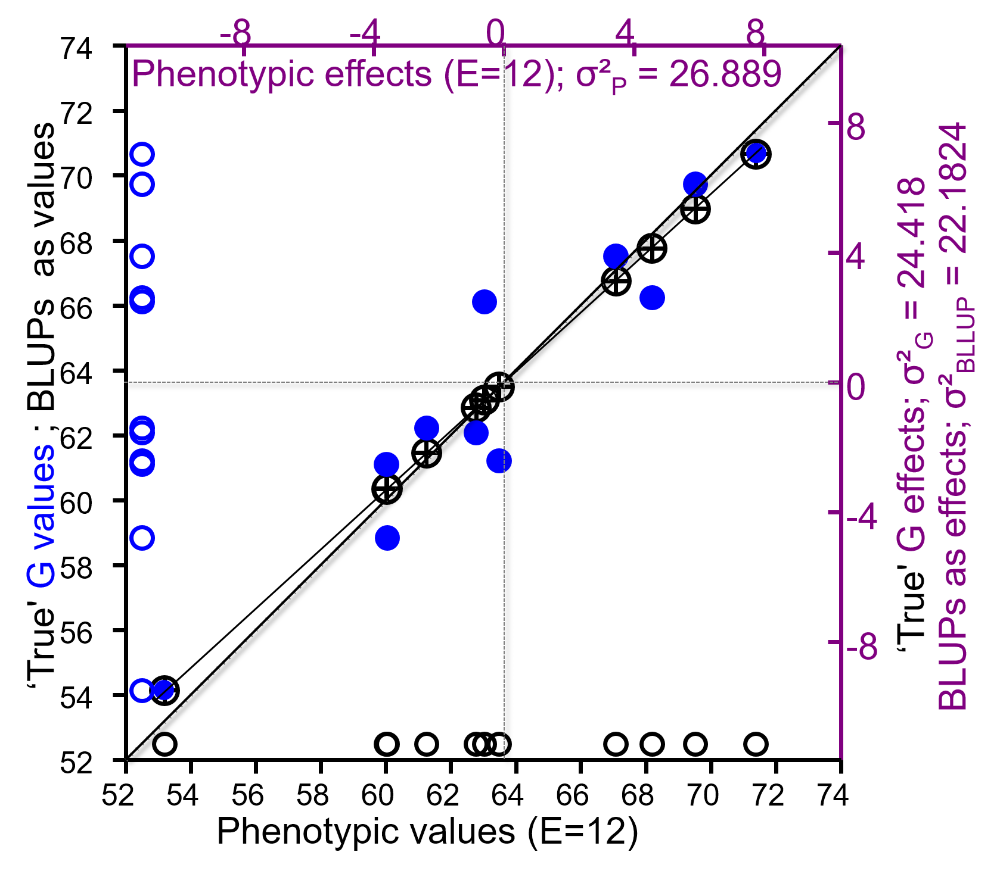 -8 -4 0 4 8
Phenotypic effects (E=12); σ²P = 26.889
‘True' G values ; BLUPs as values
74
72
70
68
66
64
62
60
58
56
54
52
52 54 56 58 60 62 64 66 68 70 72 74
Phenotypic values (E=12)
8
4
0
-4
-8
‘True' G effects; σ²G = 24.418
BLUPs as effects; σ²BLLUP = 22.1824